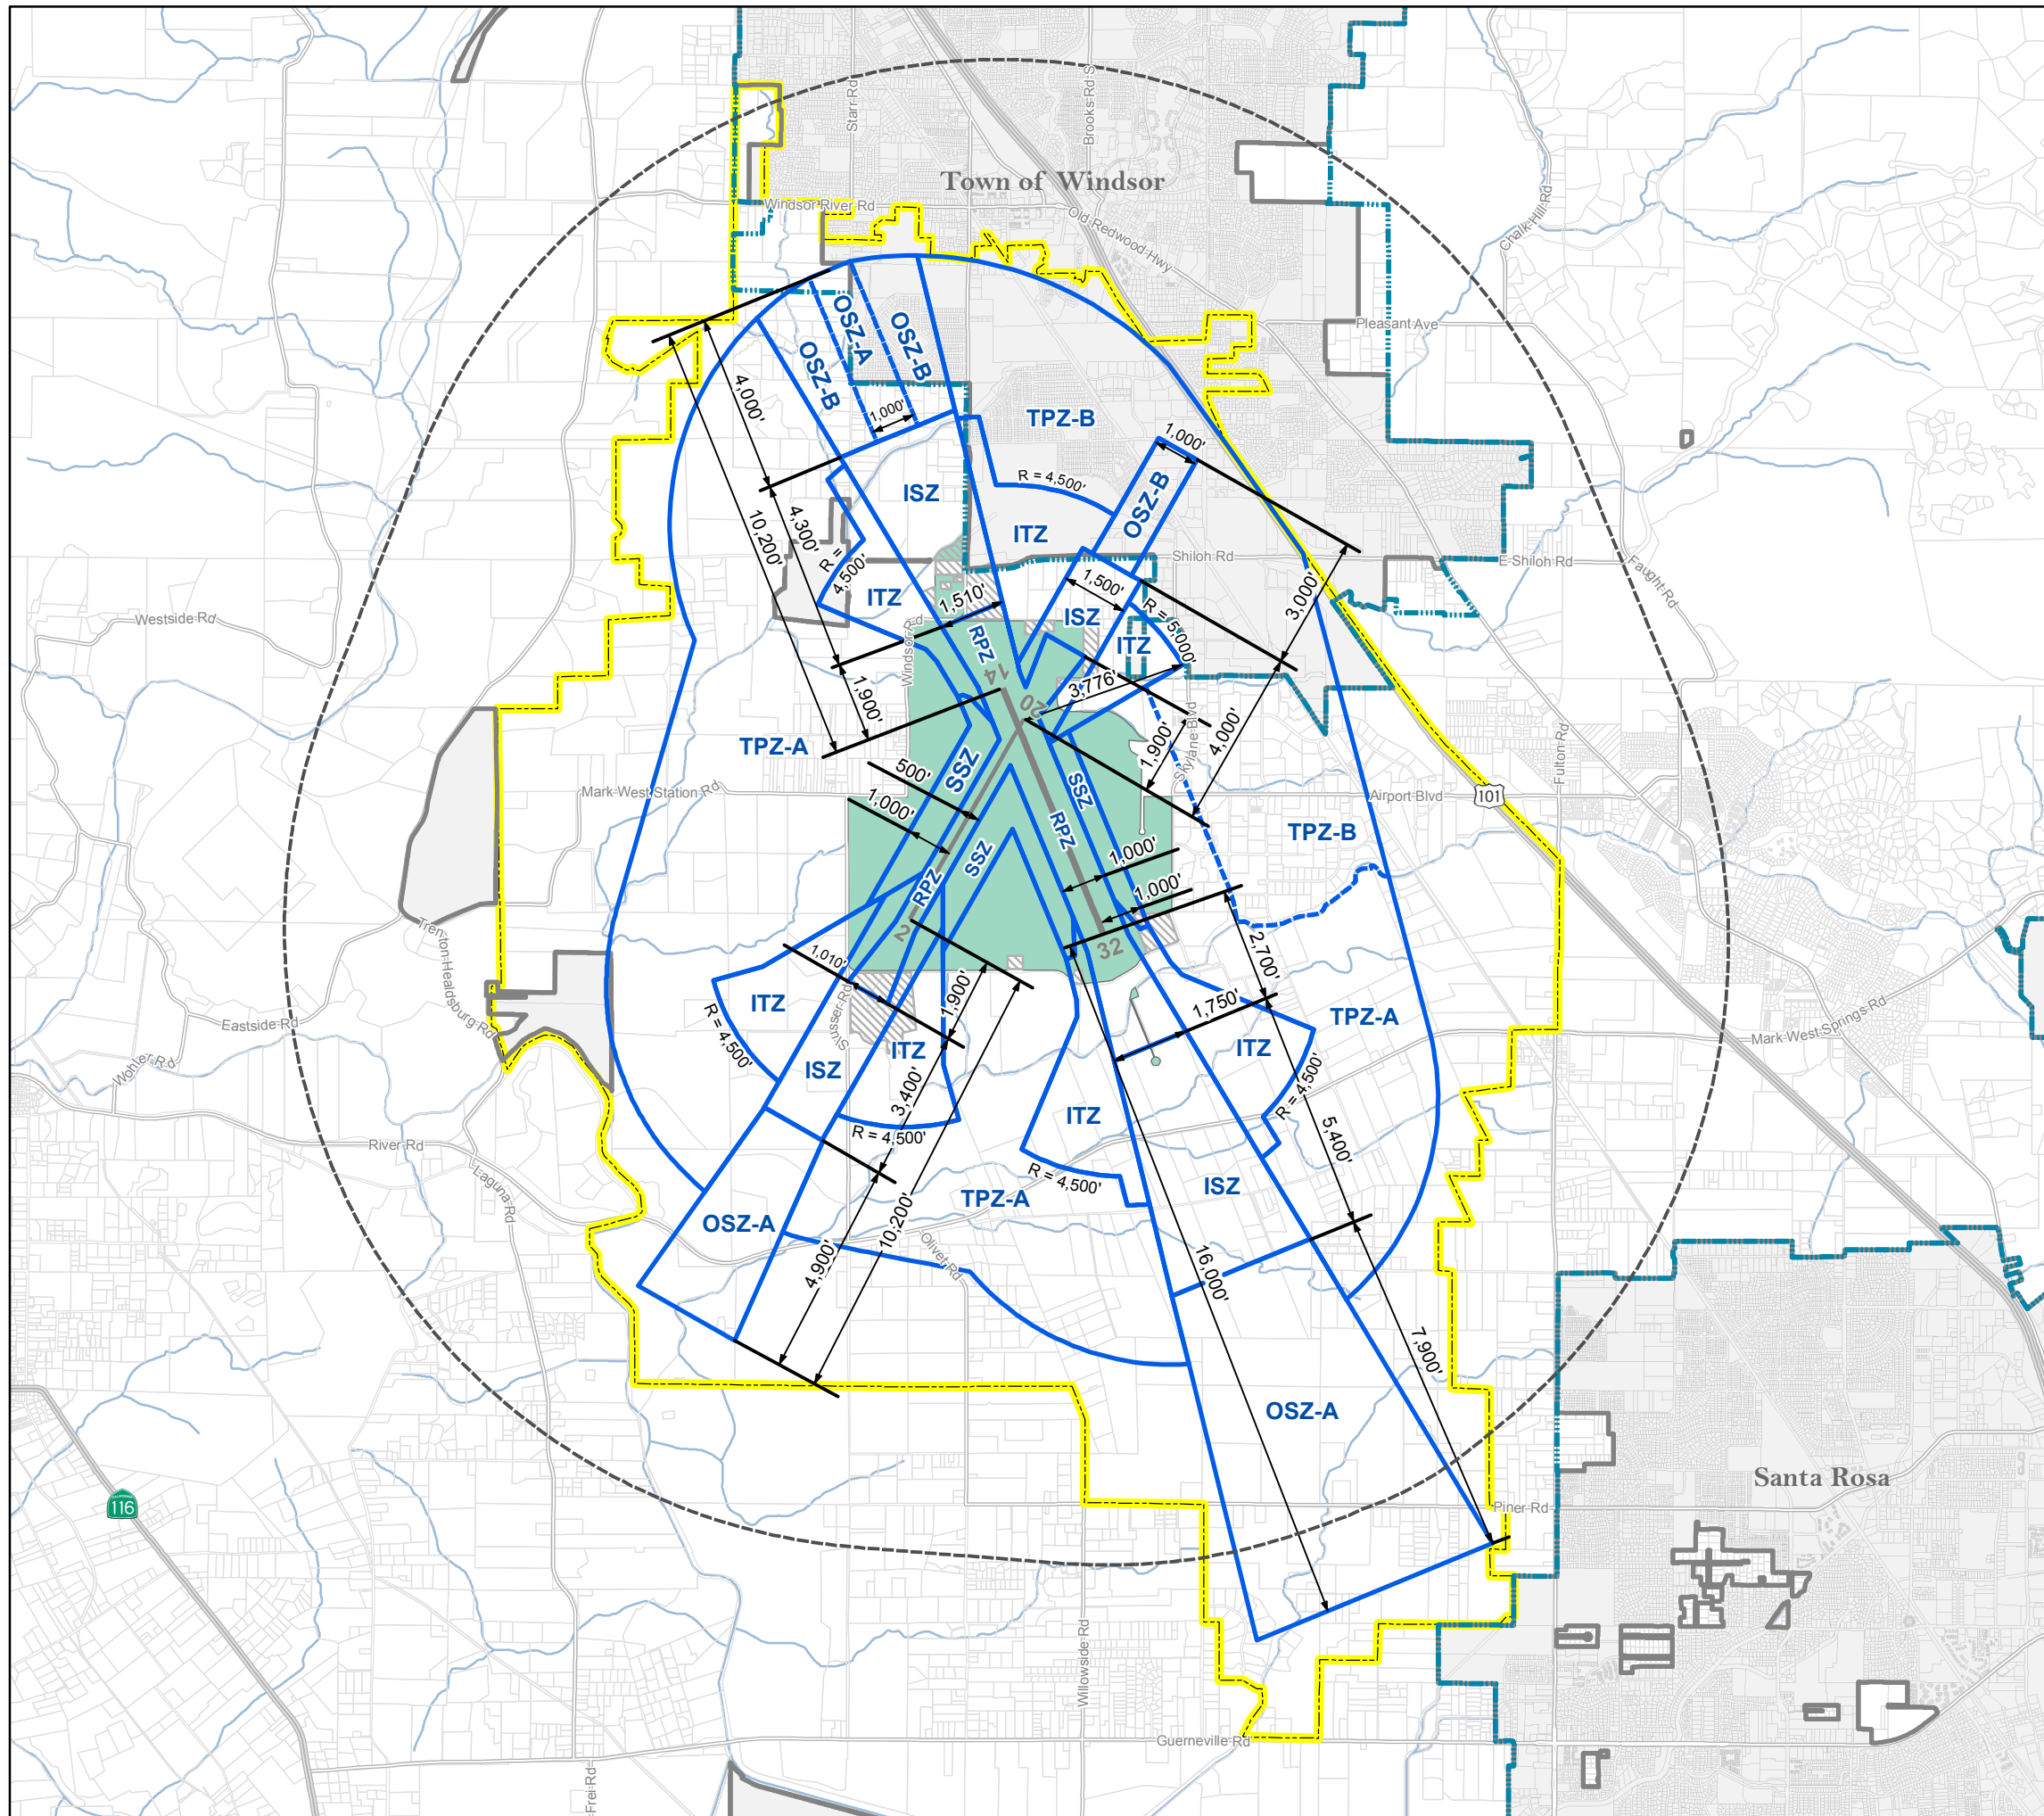 Starr Rd
Brooks Rd S
Town of Windsor
Windsor River Rd
Old Redwood Hwy
Chalk Hill Rd
Pleasant Ave
OSZ-A
OSZ-B
OSZ-B
4,000'
1,000'
TPZ-B
1,000'
10,200'
4,300'
ISZ
R = 4,500'
OSZ-B
ITZ
Shiloh Rd
E Shiloh Rd
Faught Rd
R =
4,500'
ITZ
1,510'
1,500'
3,000'
Westside Rd
ISZ
R = 5,000'
Windsor Rd
RPZ
ITZ
14
3,776'
20
1,900'
TPZ-A
4,000'
1,900'
Skylane Blvd
Fulton Rd
500'
SSZ
SSZ
Mark West Station Rd
1,000'
Airport Blvd
101
RPZ
TPZ-B
SSZ
1,000'
RPZ
1,000'
2
32
Trenton-Healdsburg Rd
1,010'
1,900'
2,700'
ITZ
1,750'
TPZ-A
Mark West Springs Rd
R = 4,500'
Eastside Rd
Wohler Rd
ITZ
ITZ
ISZ
3,400'
R = 4,500'
ITZ
R = 4,500'
5,400'
River Rd
Laguna Rd
R = 4,500'
TPZ-A
ISZ
OSZ-A
10,200'
4,900'
Olivet Rd
16,000'
7,900'
OSZ-A
Santa Rosa
CALIFORNIA
116
Piner Rd
Willowside Rd
Guerneville Rd
Frei Rd